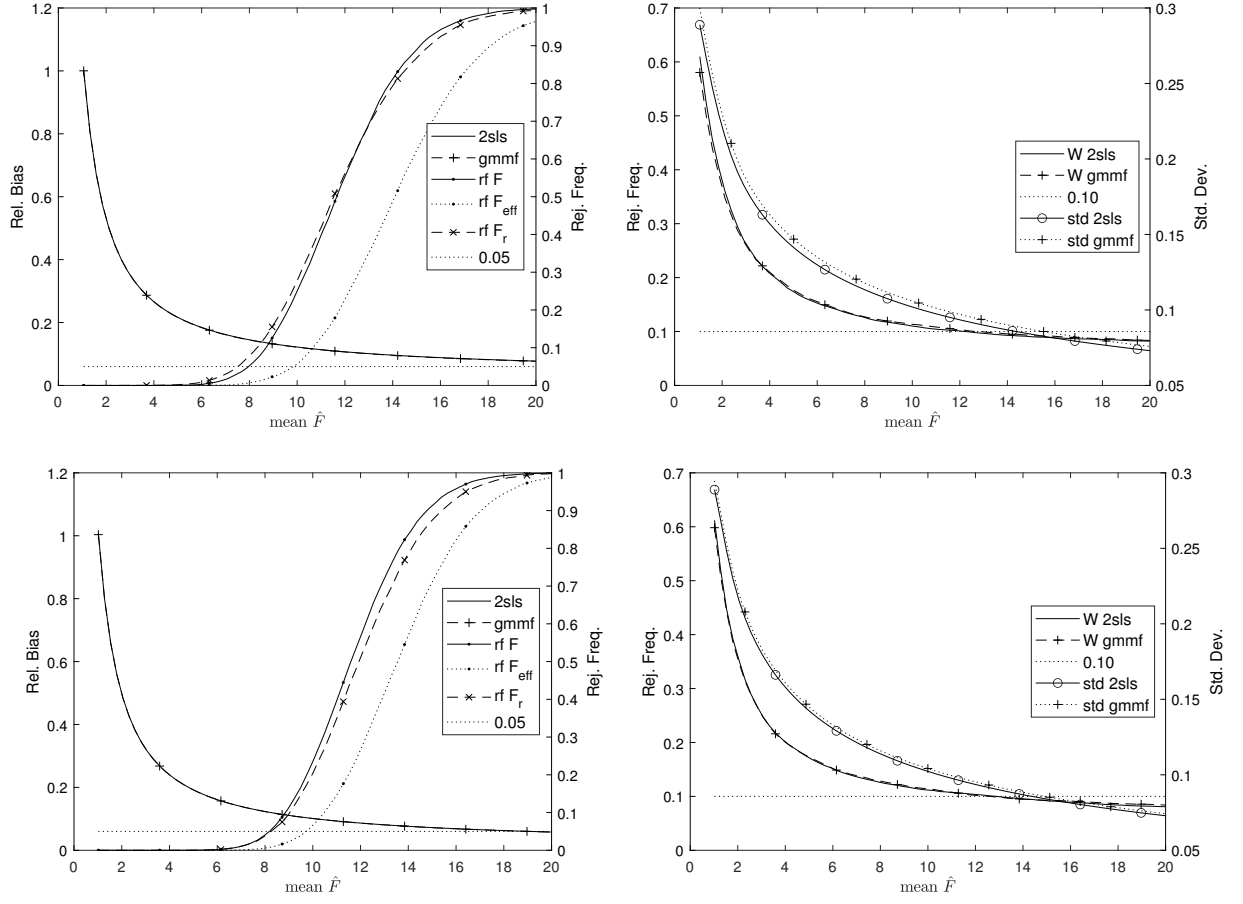 1.2
1
0.8
0.6
0.4
0.2
0
Rel. Bias
1
0.9
0.8
0.7
0.6
0.5
0.4
0.3
0.2
0.1
0
Rej. Freq.
2sls
gmmf
rf F
rf F_eff
rf F_r
0.05
0 2 4 6 8 10 12 14 16 18 20
mean F̂
0.7
0.6
0.5
0.4
0.3
0.2
0.1
0
Rej. Freq.
0.3
0.25
0.2
0.15
0.1
0.05
Std. Dev.
W 2sls
W gmmf
0.10
std 2sls
std gmmf
0 2 4 6 8 10 12 14 16 18 20
mean F̂
1.2
1
0.8
0.6
0.4
0.2
0
Rel. Bias
1
0.9
0.8
0.7
0.6
0.5
0.4
0.3
0.2
0.1
0
Rej. Freq.
2sls
gmmf
rf F
rf F_eff
rf F_r
0.05
0 2 4 6 8 10 12 14 16 18 20
mean F̂
0.7
0.6
0.5
0.4
0.3
0.2
0.1
0
Rej. Freq.
0.3
0.25
0.2
0.15
0.1
0.05
Std. Dev.
W 2sls
W gmmf
0.10
std 2sls
std gmmf
0 2 4 6 8 10 12 14 16 18 20
mean F̂